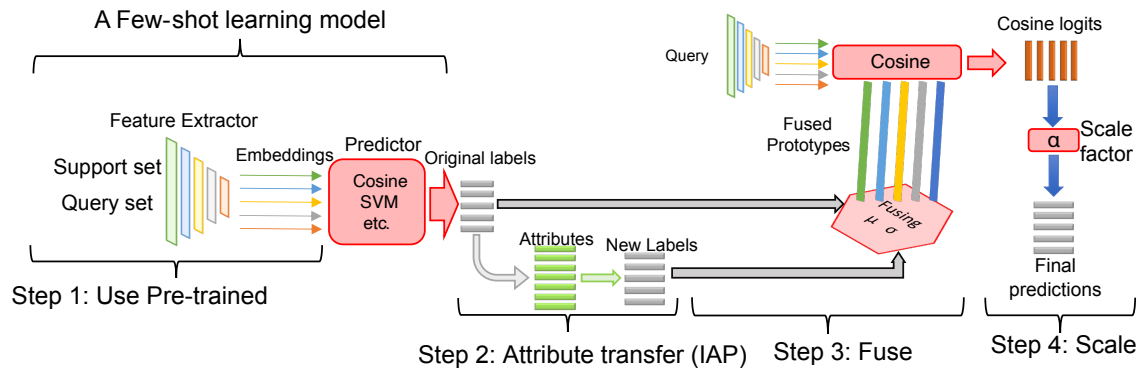 A Few-shot learning model
Feature Extractor
Support set
Query set
Embeddings
Predictor
Cosine
SVM
etc.
Original labels
Step 1: Use Pre-trained
Attributes
New Labels
Step 2: Attribute transfer (IAP)
Query
Cosine
Fused
Prototypes
Fusing
μ σ
Step 3: Fuse
Cosine logits
α
Scale
factor
Final
predictions
Step 4: Scale